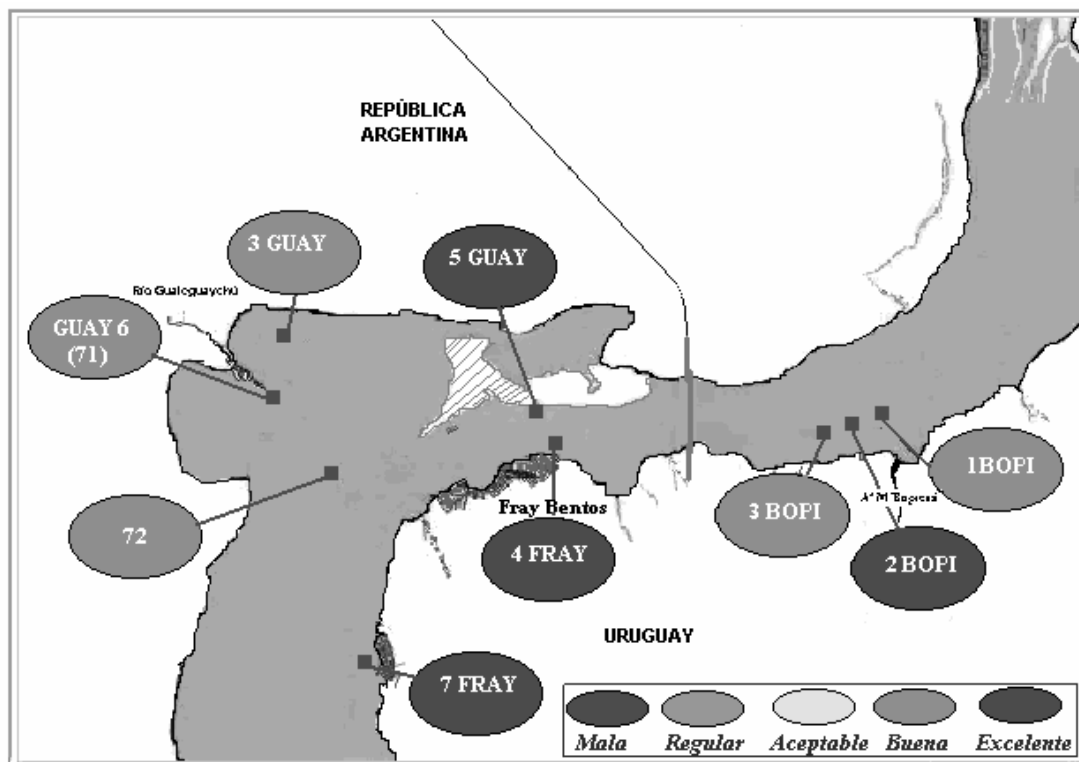 REPÚBLICA
ARGENTINA
3 GUAY
5 GUAY
Río Gualeguaychú
GUAY 6
(71)
1BOPI
3 BOPI
Fray Bentos
72
4 FRAY
2 BOPI
URUGUAY
7 FRAY
Mala Regular Aceptable Buena Excelente